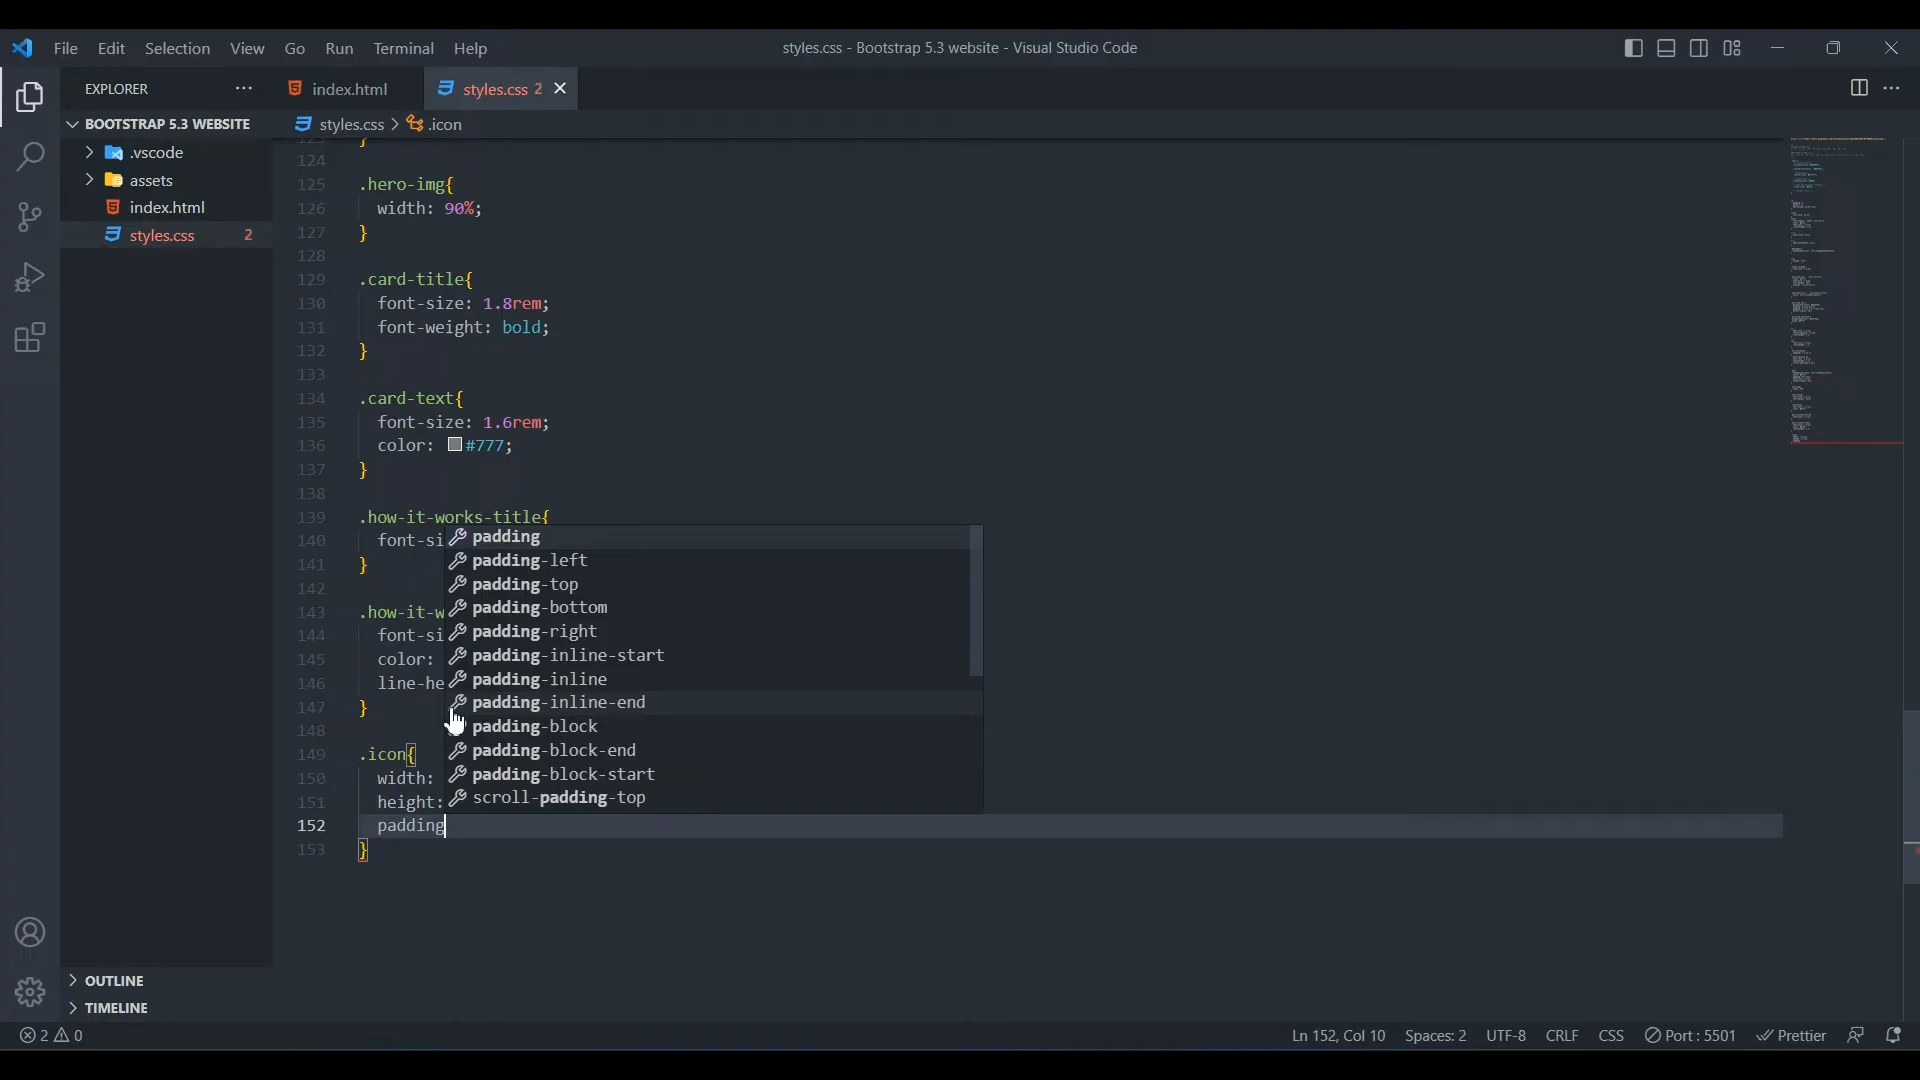 File Edit Selection View Go Run Terminal Help
styles.css - Bootstrap 5.3 website - Visual Studio Code
EXPLORER
index.html
styles.css 2
BOOTSTRAP 5.3 WEBSITE
styles.css > .icon
.vscode
assets
index.html
styles.css 2
OUTLINE
TIMELINE
123 }
124
125 .hero-img{
126 width: 90%;
127 }
128
129 .card-title{
130 font-size: 1.8rem;
131 font-weight: bold;
132 }
133
134 .card-text{
135 font-size: 1.6rem;
136 color: #777;
137 }
138
139 .how-it-works-title{
140 font-si
141 }
142
143 .how-it-w
144 font-si
145 color:
146 line-he
147 }
148
149 .icon{
150 width:
151 height:
152 padding
153 }
padding
padding-left
padding-top
padding-bottom
padding-right
padding-inline-start
padding-inline
padding-inline-end
padding-block
padding-block-end
padding-block-start
scroll-padding-top
2 0
Ln 152, Col 10 Spaces: 2 UTF-8 CRLF CSS Port : 5501 Prettier